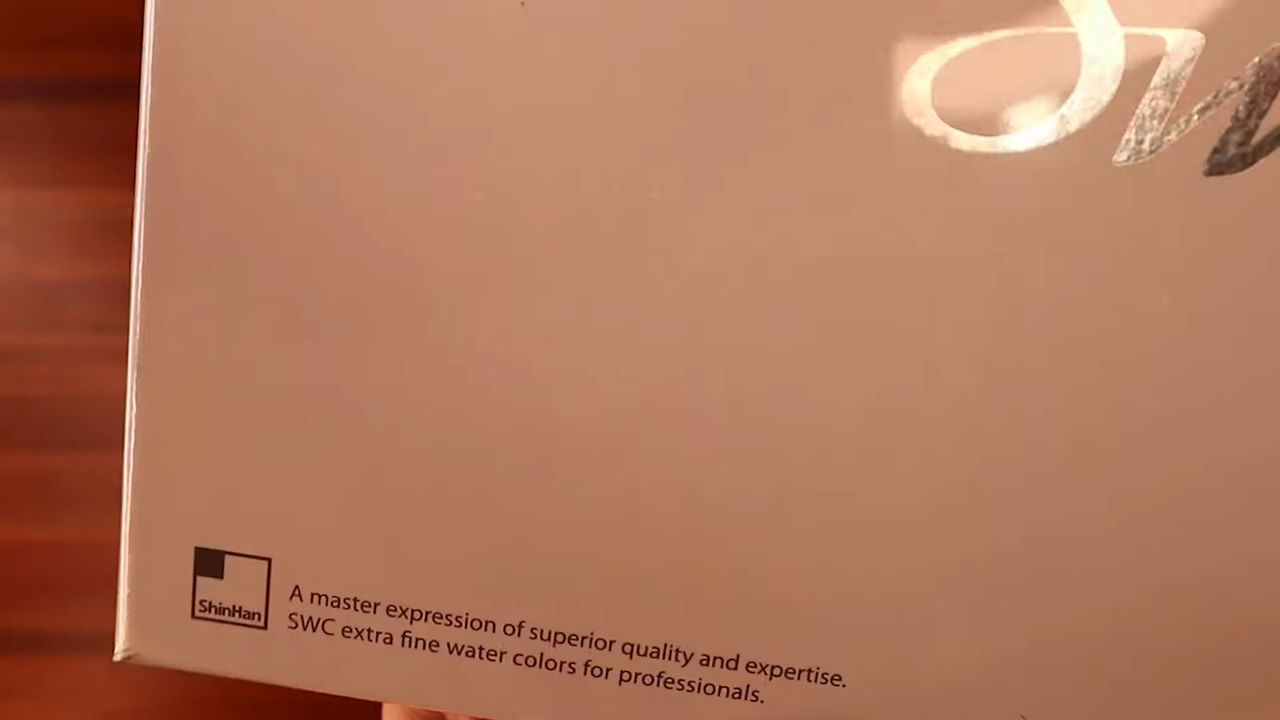 ShinHan
A master expression of superior quality and expertise.
SWC extra fine water colors for professionals.